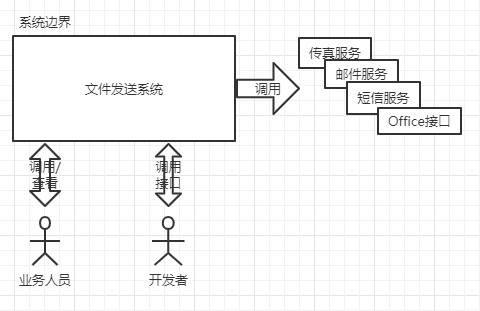 系统边界
文件发送系统
调用
传真服务
邮件服务
短信服务
Office接口
调用/
查看
调用
接口
业务人员
开发者